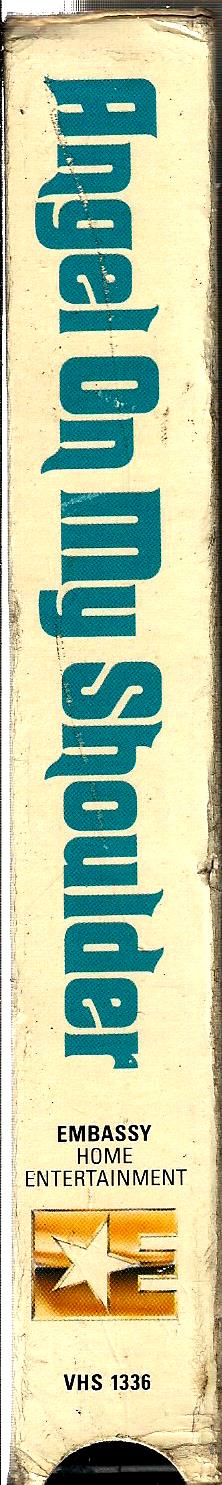 Angel On My Shoulder
EMBASSY
HOME
ENTERTAINMENT
VHS 1336